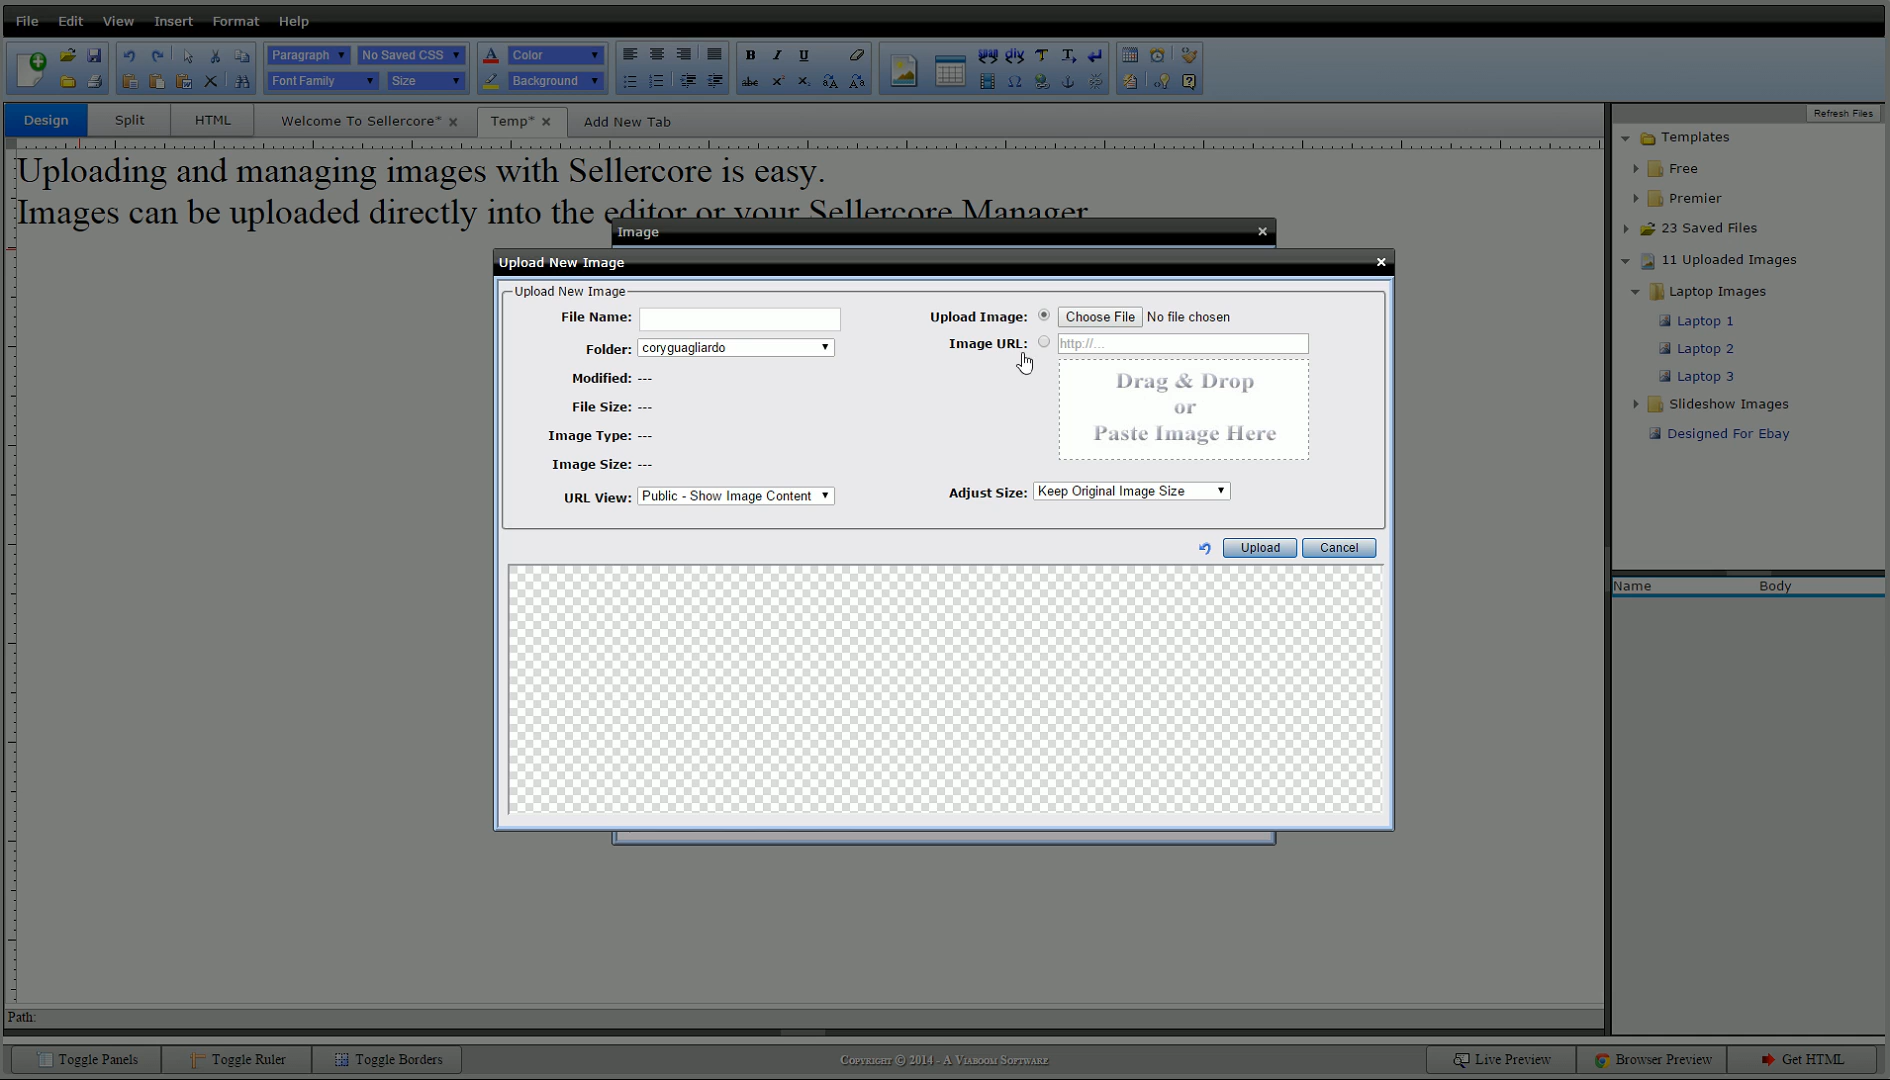 File Edit View Insert Format Help
Paragraph No Saved CSS A Color B I U
Font Family Size Background abc
Design Split HTML Welcome To Sellercore* Temp* Add New Tab
Refresh Files
Uploading and managing images with Sellercore is easy.
Images can be uploaded directly into the editor or your Sellercore Manager
Image
Upload New Image
Upload New Image
File Name:
Upload Image: Choose File No file chosen
Folder: coryguagliardo
Image URL: http://...
Modified: ---
File Size: ---
Image Type: ---
Image Size: ---
Drag & Drop
or
Paste Image Here
URL View: Public - Show Image Content
Adjust Size: Keep Original Image Size
Upload Cancel
Templates
Free
Premier
23 Saved Files
11 Uploaded Images
Laptop Images
Laptop 1
Laptop 2
Laptop 3
Slideshow Images
Designed For Ebay
Name Body
Path:
Toggle Panels Toggle Ruler Toggle Borders Copyright © 2014 - A Viaboom Software Live Preview Browser Preview Get HTML